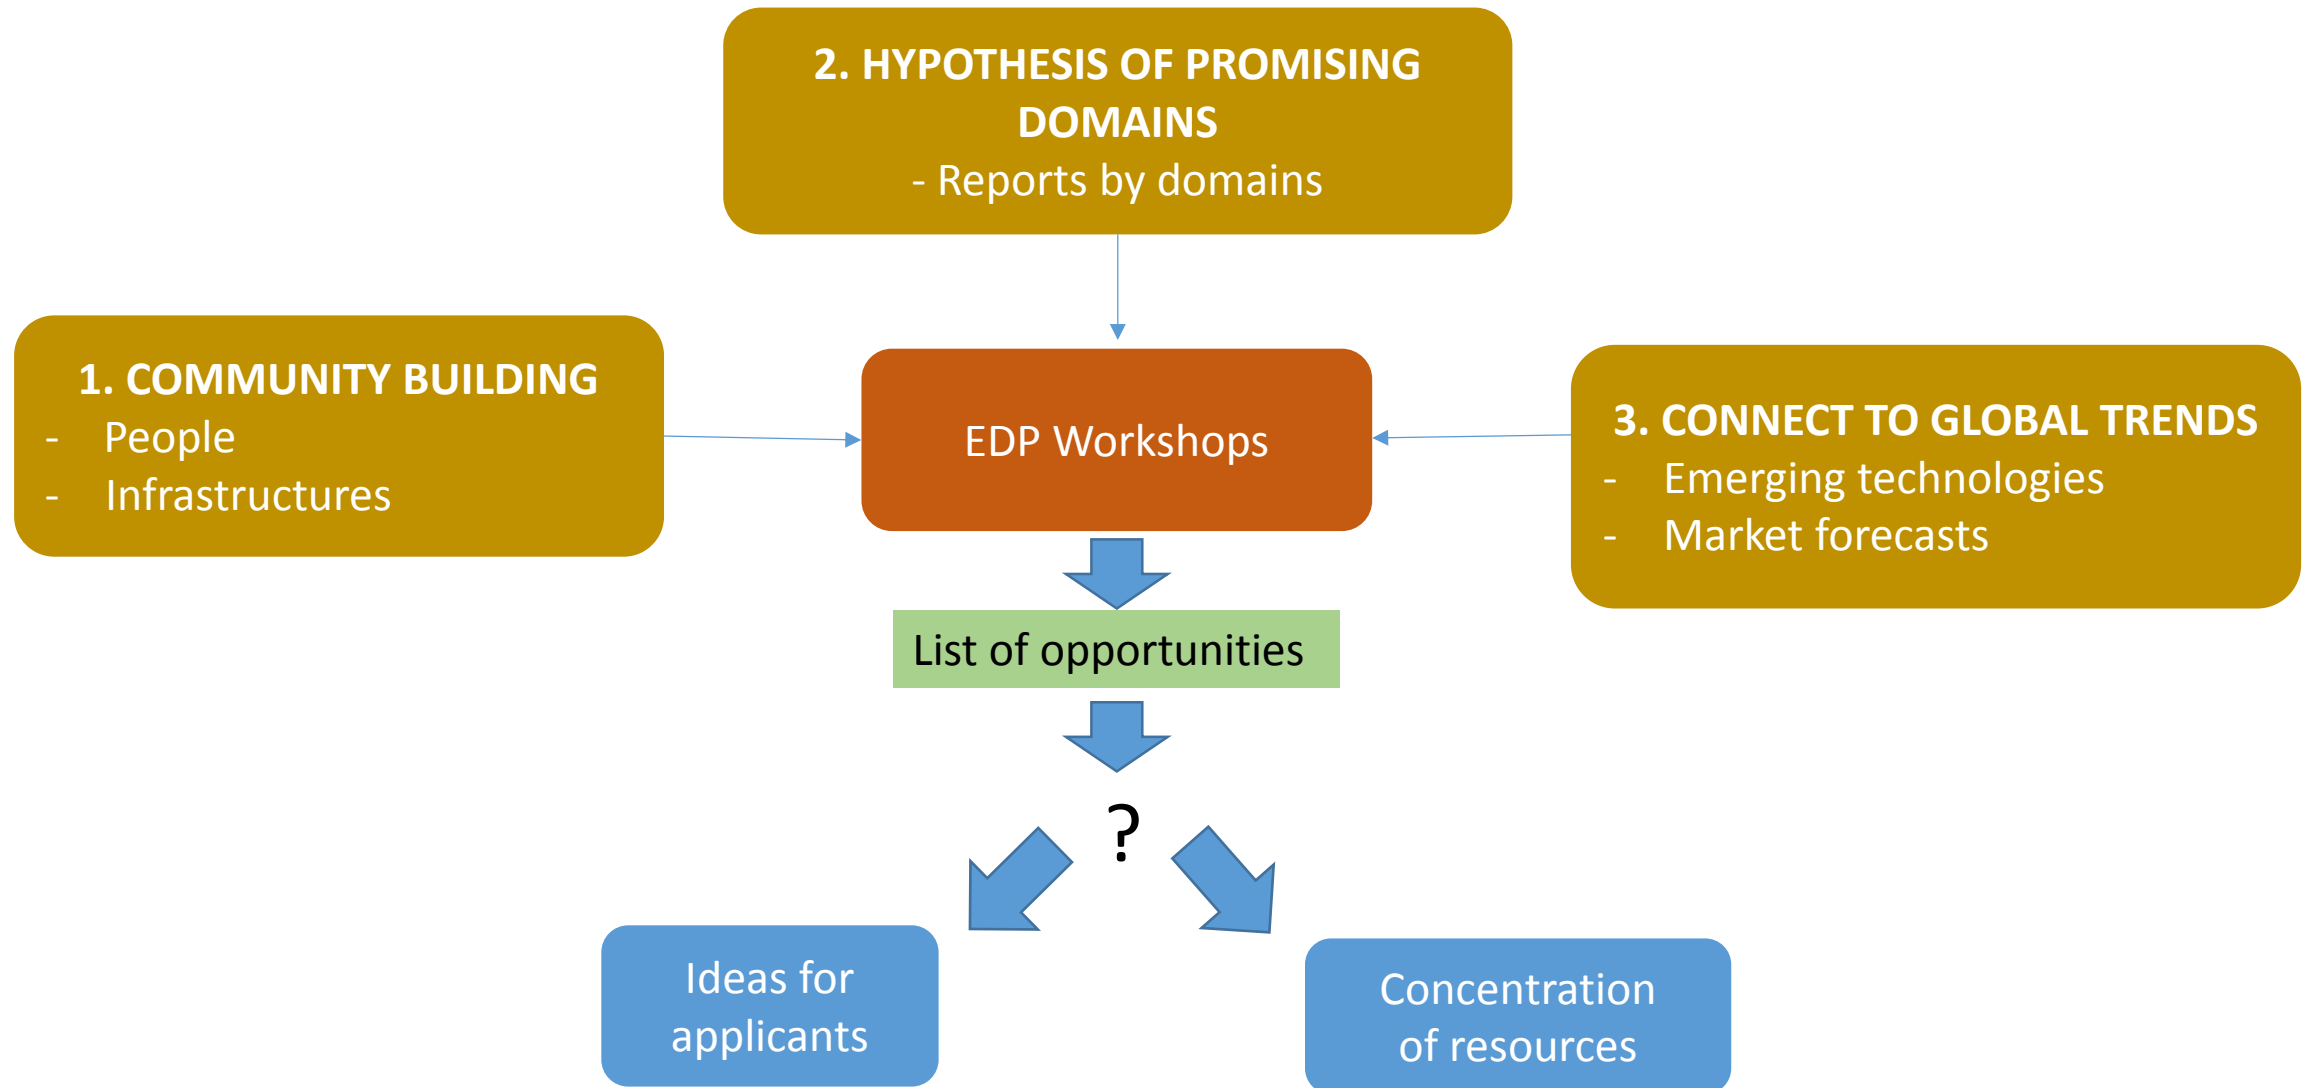 2. HYPOTHESIS OF PROMISING
DOMAINS
- Reports by domains
1. COMMUNITY BUILDING
- People
- Infrastructures
EDP Workshops
3. CONNECT TO GLOBAL TRENDS
- Emerging technologies
- Market forecasts
List of opportunities
?
Ideas for
applicants
Concentration
of resources